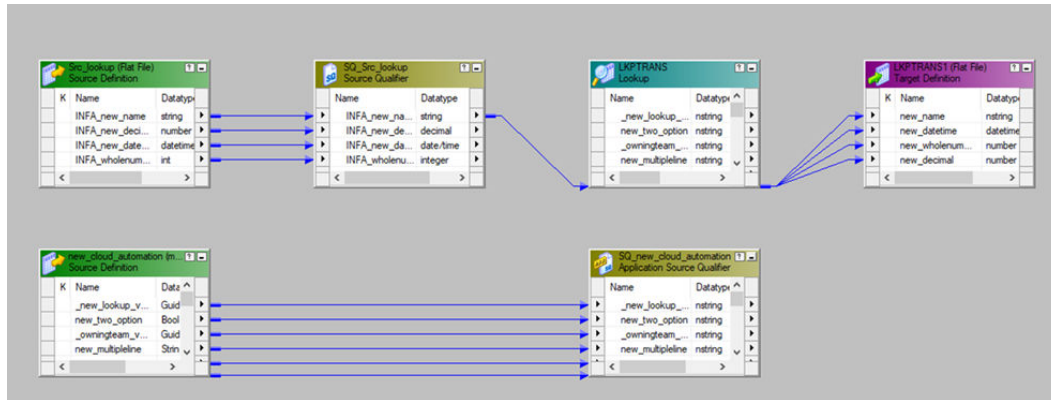 Src_lookup (Flat File)
Source Definition
K Name Datatyp
INFA_new_name string
INFA_new_deci... number
INFA_new_date... datetime
INFA_wholenum... int
SQ_Src_lookup
Source Qualifier
Name Datatype
INFA_new_na... string
INFA_new_de... decimal
INFA_new_da... date/time
INFA_wholenu... integer
LKPTRANS
Lookup
Name Datatyp
_new_lookup_... nstring
new_two_option nstring
_owningteam_... nstring
new_multipleline nstring
LKPTRANS1 (Flat File)
Target Definition
K Name Datatyp
new_name nstring
new_datetime datetime
new_wholenum... number
new_decimal number
new_cloud_automation (m...
Source Definition
K Name Data
_new_lookup_v... Guid
new_two_option Bool
_owningteam_v... Guid
new_multipleline Strin
SQ_new_cloud_automation
Application Source Qualifier
Name Datatyp
_new_lookup_... nstring
new_two_option nstring
_owningteam_... nstring
new_multipleline nstring